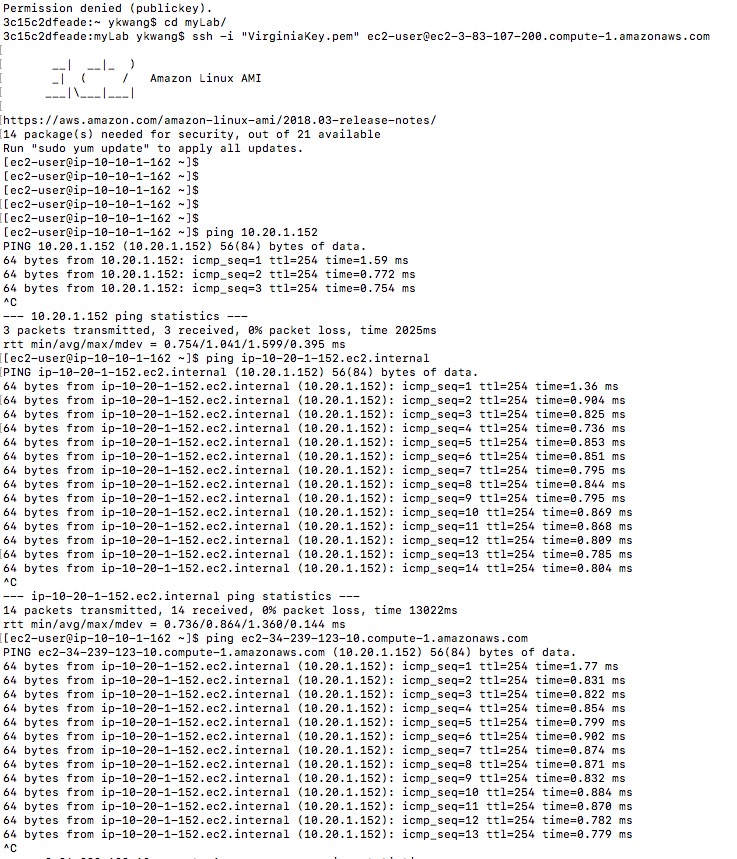 Permission denied (publickey).
3c15c2dfeade:~ ykwang$ cd myLab/
3c15c2dfeade:myLab ykwang$ ssh -i "VirginiaKey.pem" ec2-user@ec2-3-83-107-200.compute-1.amazonaws.com
[
       __|  __|_  )
       _|  (     /   Amazon Linux AMI
      ___|\___|___|
[
[https://aws.amazon.com/amazon-linux-ami/2018.03-release-notes/
[14 package(s) needed for security, out of 21 available
Run "sudo yum update" to apply all updates.
[ec2-user@ip-10-10-1-162 ~]$
[[ec2-user@ip-10-10-1-162 ~]$
[[ec2-user@ip-10-10-1-162 ~]$
[[ec2-user@ip-10-10-1-162 ~]$
[[ec2-user@ip-10-10-1-162 ~]$
[[ec2-user@ip-10-10-1-162 ~]$ ping 10.20.1.152
PING 10.20.1.152 (10.20.1.152) 56(84) bytes of data.
64 bytes from 10.20.1.152: icmp_seq=1 ttl=254 time=1.59 ms
64 bytes from 10.20.1.152: icmp_seq=2 ttl=254 time=0.772 ms
64 bytes from 10.20.1.152: icmp_seq=3 ttl=254 time=0.754 ms
^C
--- 10.20.1.152 ping statistics ---
3 packets transmitted, 3 received, 0% packet loss, time 2025ms
rtt min/avg/max/mdev = 0.754/1.041/1.599/0.395 ms
[[ec2-user@ip-10-10-1-162 ~]$ ping ip-10-20-1-152.ec2.internal
PING ip-10-20-1-152.ec2.internal (10.20.1.152) 56(84) bytes of data.
64 bytes from ip-10-20-1-152.ec2.internal (10.20.1.152): icmp_seq=1 ttl=254 time=1.36 ms
64 bytes from ip-10-20-1-152.ec2.internal (10.20.1.152): icmp_seq=2 ttl=254 time=0.904 ms
64 bytes from ip-10-20-1-152.ec2.internal (10.20.1.152): icmp_seq=3 ttl=254 time=0.825 ms
64 bytes from ip-10-20-1-152.ec2.internal (10.20.1.152): icmp_seq=4 ttl=254 time=0.736 ms
64 bytes from ip-10-20-1-152.ec2.internal (10.20.1.152): icmp_seq=5 ttl=254 time=0.853 ms
64 bytes from ip-10-20-1-152.ec2.internal (10.20.1.152): icmp_seq=6 ttl=254 time=0.851 ms
64 bytes from ip-10-20-1-152.ec2.internal (10.20.1.152): icmp_seq=7 ttl=254 time=0.795 ms
64 bytes from ip-10-20-1-152.ec2.internal (10.20.1.152): icmp_seq=8 ttl=254 time=0.844 ms
64 bytes from ip-10-20-1-152.ec2.internal (10.20.1.152): icmp_seq=9 ttl=254 time=0.795 ms
64 bytes from ip-10-20-1-152.ec2.internal (10.20.1.152): icmp_seq=10 ttl=254 time=0.869 ms
64 bytes from ip-10-20-1-152.ec2.internal (10.20.1.152): icmp_seq=11 ttl=254 time=0.868 ms
64 bytes from ip-10-20-1-152.ec2.internal (10.20.1.152): icmp_seq=12 ttl=254 time=0.809 ms
64 bytes from ip-10-20-1-152.ec2.internal (10.20.1.152): icmp_seq=13 ttl=254 time=0.785 ms
64 bytes from ip-10-20-1-152.ec2.internal (10.20.1.152): icmp_seq=14 ttl=254 time=0.804 ms
^C
--- ip-10-20-1-152.ec2.internal ping statistics ---
14 packets transmitted, 14 received, 0% packet loss, time 13022ms
rtt min/avg/max/mdev = 0.736/0.864/1.360/0.144 ms
[[ec2-user@ip-10-10-1-162 ~]$ ping ec2-34-239-123-10.compute-1.amazonaws.com
PING ec2-34-239-123-10.compute-1.amazonaws.com (10.20.1.152) 56(84) bytes of data.
64 bytes from ip-10-20-1-152.ec2.internal (10.20.1.152): icmp_seq=1 ttl=254 time=1.77 ms
64 bytes from ip-10-20-1-152.ec2.internal (10.20.1.152): icmp_seq=2 ttl=254 time=0.831 ms
64 bytes from ip-10-20-1-152.ec2.internal (10.20.1.152): icmp_seq=3 ttl=254 time=0.822 ms
64 bytes from ip-10-20-1-152.ec2.internal (10.20.1.152): icmp_seq=4 ttl=254 time=0.854 ms
64 bytes from ip-10-20-1-152.ec2.internal (10.20.1.152): icmp_seq=5 ttl=254 time=0.799 ms
64 bytes from ip-10-20-1-152.ec2.internal (10.20.1.152): icmp_seq=6 ttl=254 time=0.902 ms
64 bytes from ip-10-20-1-152.ec2.internal (10.20.1.152): icmp_seq=7 ttl=254 time=0.874 ms
64 bytes from ip-10-20-1-152.ec2.internal (10.20.1.152): icmp_seq=8 ttl=254 time=0.871 ms
64 bytes from ip-10-20-1-152.ec2.internal (10.20.1.152): icmp_seq=9 ttl=254 time=0.832 ms
64 bytes from ip-10-20-1-152.ec2.internal (10.20.1.152): icmp_seq=10 ttl=254 time=0.884 ms
64 bytes from ip-10-20-1-152.ec2.internal (10.20.1.152): icmp_seq=11 ttl=254 time=0.870 ms
64 bytes from ip-10-20-1-152.ec2.internal (10.20.1.152): icmp_seq=12 ttl=254 time=0.782 ms
64 bytes from ip-10-20-1-152.ec2.internal (10.20.1.152): icmp_seq=13 ttl=254 time=0.779 ms
^C